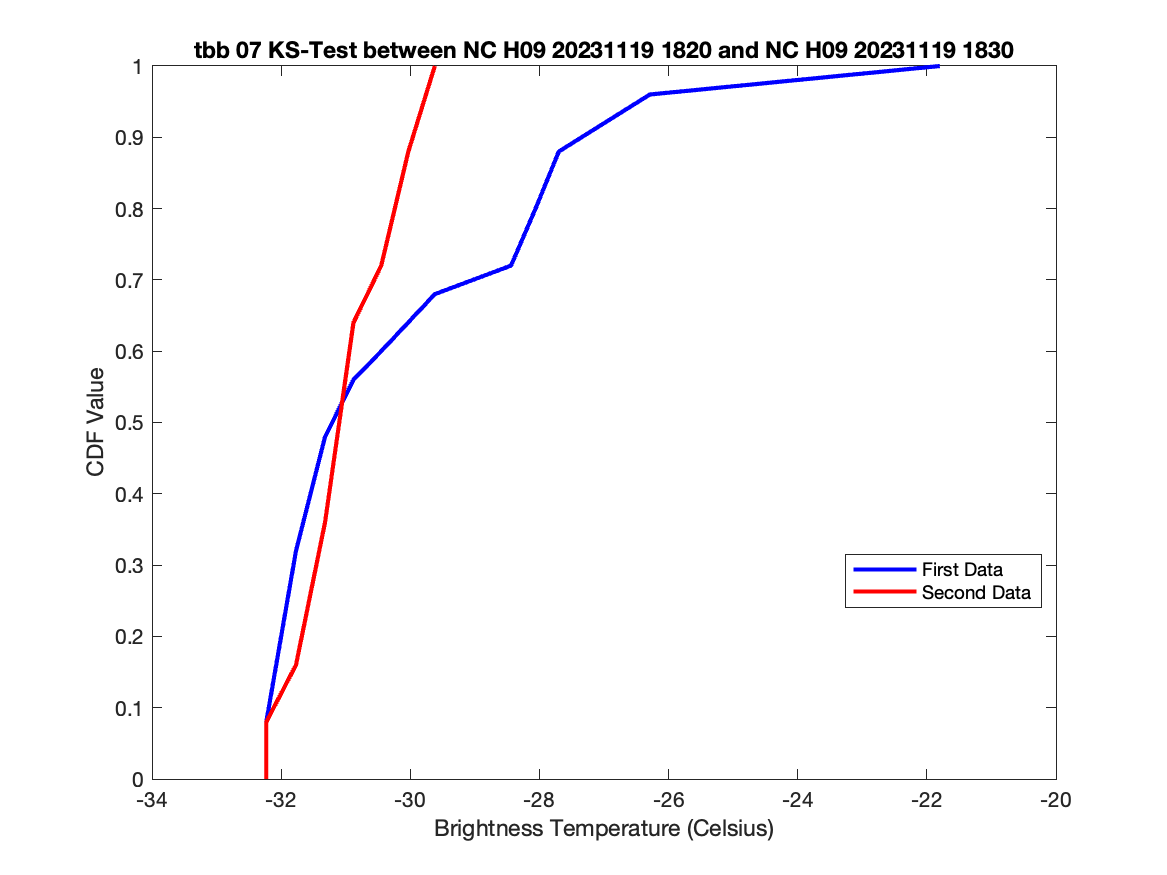 tbb 07 KS-Test between NC H09 20231119 1820 and NC H09 20231119 1830
1
0.9
0.8
0.7
0.6
0.5
0.4
0.3
0.2
0.1
0
CDF Value
First Data
Second Data
-34 -32 -30 -28 -26 -24 -22 -20
Brightness Temperature (Celsius)